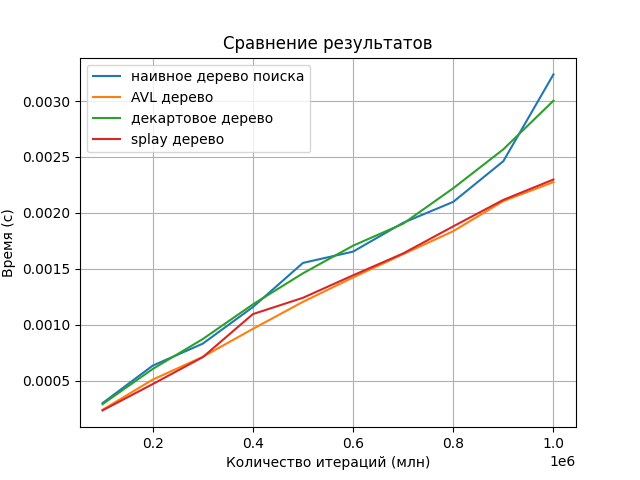 Сравнение результатов
наивное дерево поиска
AVL дерево
декартовое дерево
splay дерево
Время (с)
0.0030
0.0025
0.0020
0.0015
0.0010
0.0005
0.2 0.4 0.6 0.8 1.0
1e6
Количество итераций (млн)